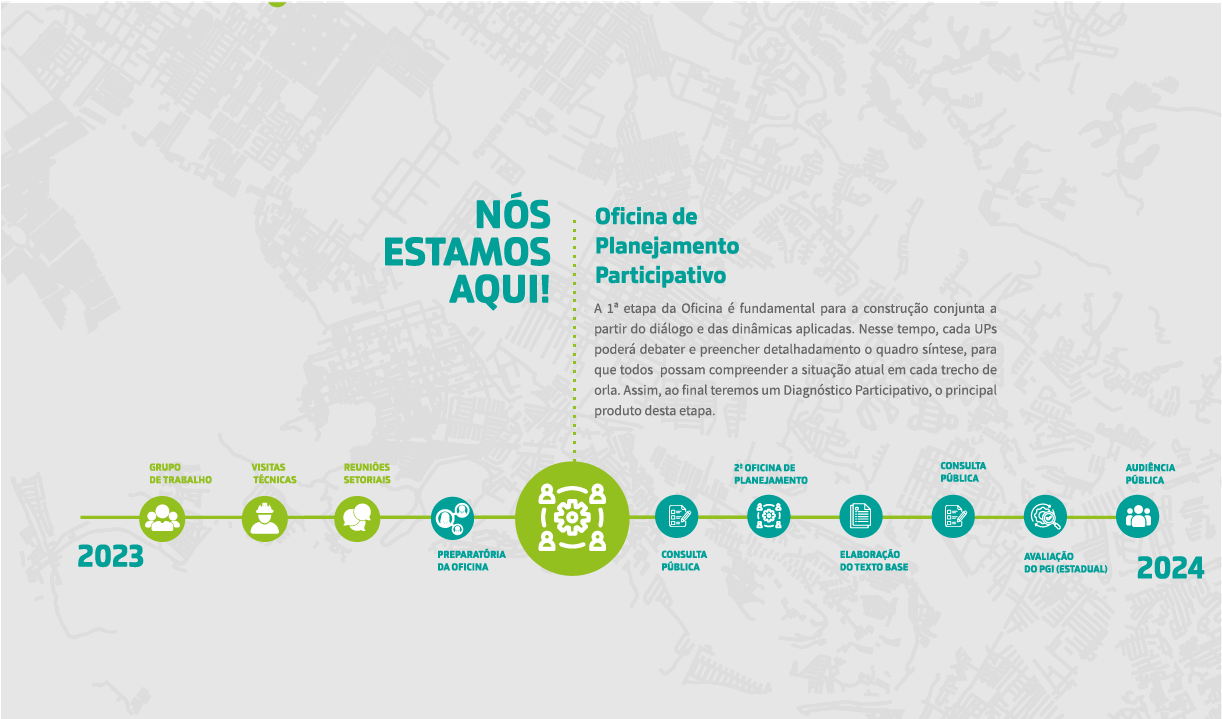 NÓS
ESTAMOS
AQUI!
Oficina de
Planejamento
Participativo
A 1ª etapa da Oficina é fundamental para a construção conjunta a
partir do diálogo e das dinâmicas aplicadas. Nesse tempo, cada UPs
poderá debater e preencher detalhadamento o quadro síntese, para
que todos possam compreender a situação atual em cada trecho de
orla. Assim, ao final teremos um Diagnóstico Participativo, o principal
produto desta etapa.
2023
GRUPO
DE TRABALHO
VISITAS
TÉCNICAS
REUNIÕES
SETORIAIS
PREPARATÓRIA
DA OFICINA
CONSULTA
PÚBLICA
2ª OFICINA DE
PLANEJAMENTO
ELABORAÇÃO
DO TEXTO BASE
CONSULTA
PÚBLICA
AVALIAÇÃO
DO PGI (ESTADUAL)
AUDIÊNCIA
PÚBLICA
2024